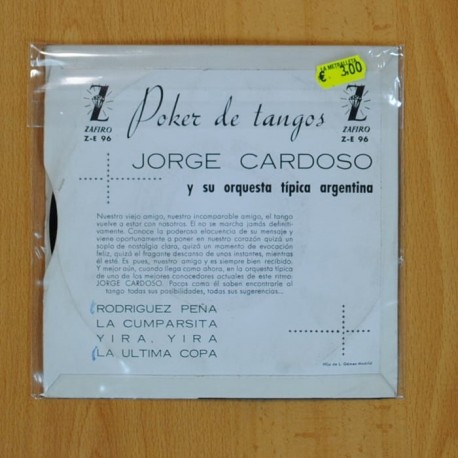 LA METRALLETA
€ 3,00
Z Poker de tangos Z
ZAFIRO ZAFIRO
Z-E 96 Z-E 96
JORGE CARDOSO
y su orquesta típica argentina
Nuestro viejo amigo, nuestro incomparable amigo, el tango
vuelve a estar con nosotros. Él no se marcha jamás definiti-
vamente. Conoce la poderosa elocuencia de su mensaje y
viene oportunamente a poner en nuestro corazón quizá un
soplo de nostalgia clara, quizá un momento de evocación
feliz, quizá el fragante descanso de unos instantes, mientras
él esté. Es pues, nuestro amigo y es siempre bien recibido.
Y mejor aún, cuando llega como ahora, en la orquesta típica
de uno de los mejores conocedores actuales de este ritmo:
JORGE CARDOSO. Pocos como él saben encontrarle al
tango todas sus posibilidades, todas sus sugerencias...
RODRIGUEZ PEÑA
LA CUMPARSITA
YIRA, YIRA
LA ULTIMA COPA